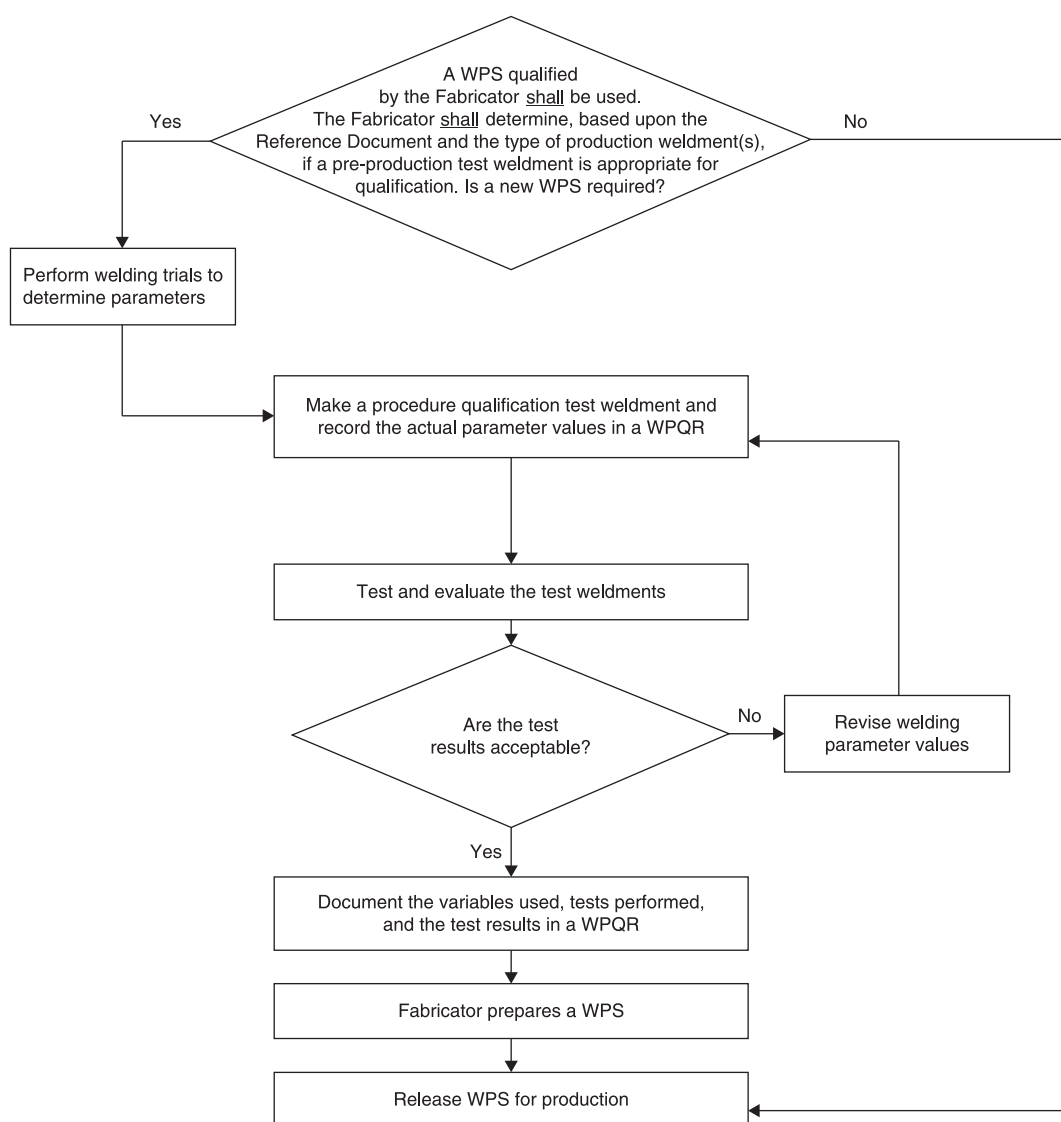 A WPS qualified
by the Fabricator shall be used.
The Fabricator shall determine, based upon the
Reference Document and the type of production weldment(s),
if a pre-production test weldment is appropriate for
qualification. Is a new WPS required?
Yes
No
Perform welding trials to
determine parameters
Make a procedure qualification test weldment and
record the actual parameter values in a WPQR
Test and evaluate the test weldments
Are the test
results acceptable?
No
Revise welding
parameter values
Yes
Document the variables used, tests performed,
and the test results in a WPQR
Fabricator prepares a WPS
Release WPS for production